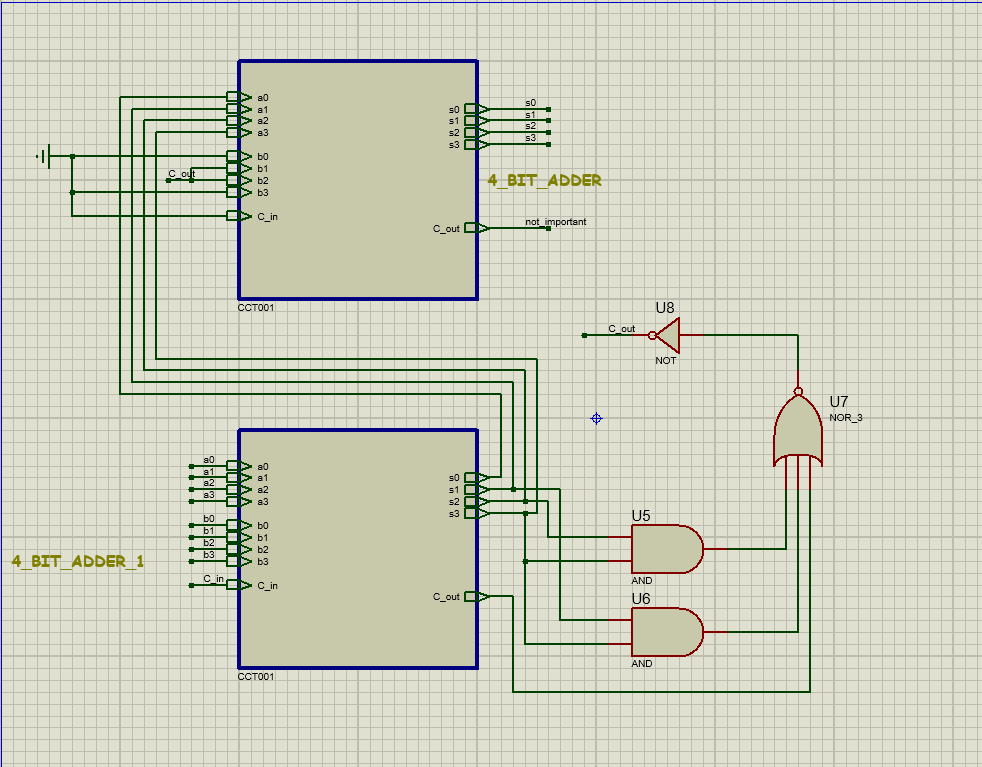 a0
a1
a2
a3
b0
b1
b2
b3
C_in
C_out
s0
s1
s2
s3
C_out
s0
s1
s2
s3
not_important
4_BIT_ADDER
CCT001
U8
C_out
NOT
U7
NOR_3
a0
a1
a2
a3
b0
b1
b2
b3
C_in
a0
a1
a2
a3
b0
b1
b2
b3
C_in
s0
s1
s2
s3
C_out
4_BIT_ADDER_1
CCT001
U5
AND
U6
AND